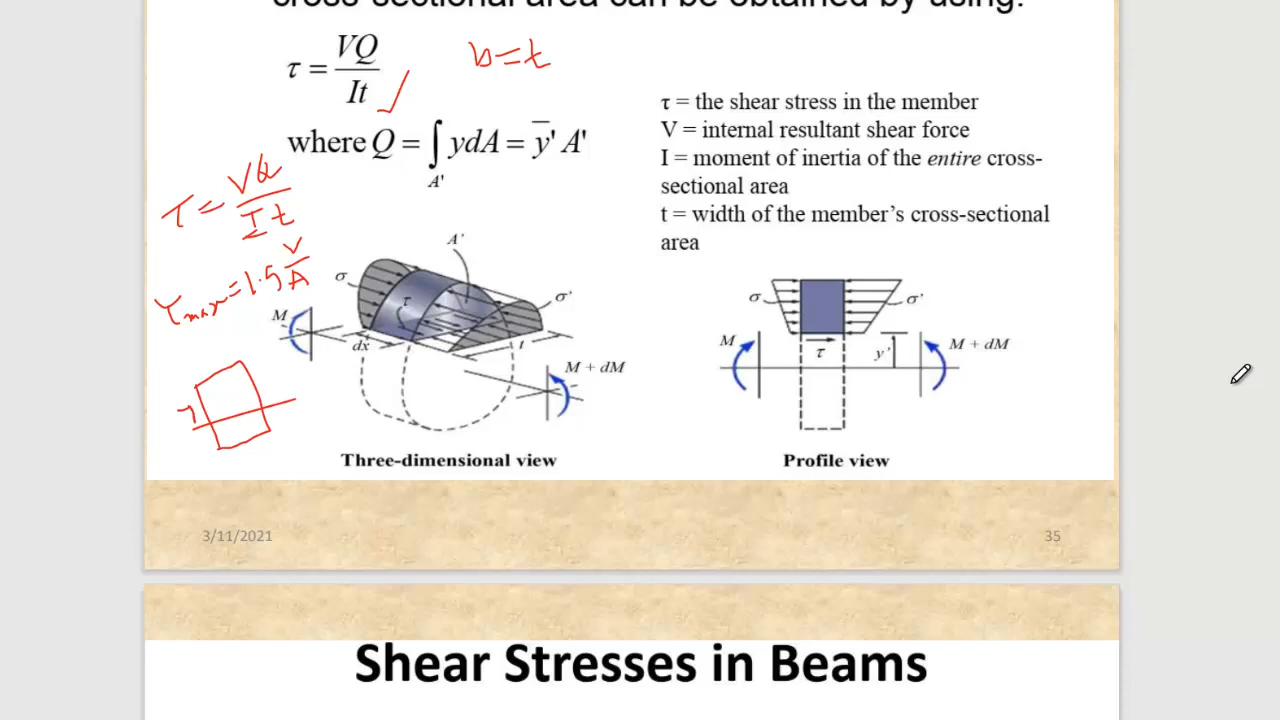 cross-sectional area can be obtained by using:
τ = VQ / It
b = t
where Q = ∫ ydA = y̅' A'
A'
τ = the shear stress in the member
V = internal resultant shear force
I = moment of inertia of the entire cross-
sectional area
t = width of the member's cross-sectional
area
τ = VQ / It
τmax = 1.5 V / A
A'
σ
τ
σ'
M
dx
t
M + dM
σ
σ'
M
τ
y'
M + dM
Three-dimensional view
Profile view
3/11/2021
35
Shear Stresses in Beams